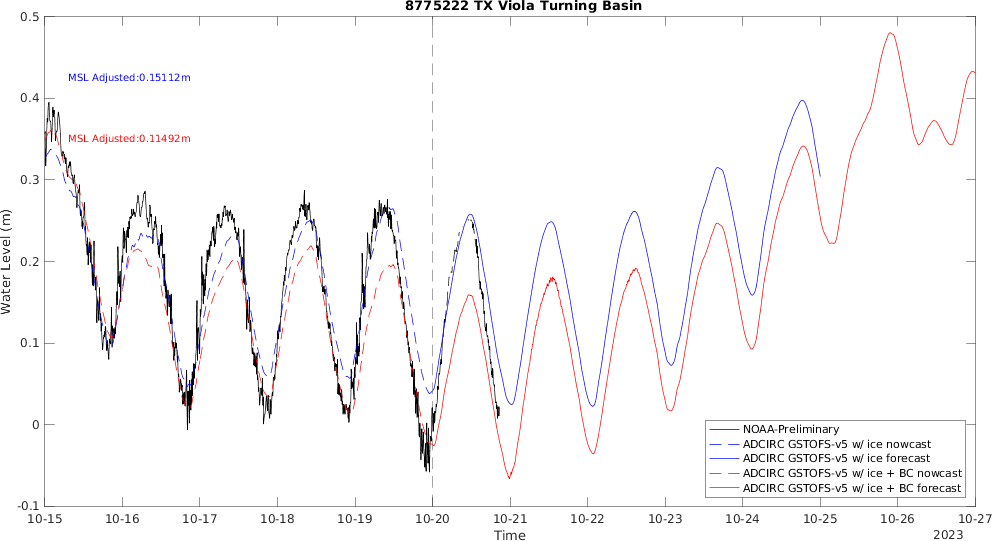 8775222 TX Viola Turning Basin
0.5
0.4
0.3
0.2
0.1
0
-0.1
Water Level (m)
MSL Adjusted:0.15112m
MSL Adjusted:0.11492m
NOAA-Preliminary
ADCIRC GSTOFS-v5 w/ ice nowcast
ADCIRC GSTOFS-v5 w/ ice forecast
ADCIRC GSTOFS-v5 w/ ice + BC nowcast
ADCIRC GSTOFS-v5 w/ ice + BC forecast
10-15 10-16 10-17 10-18 10-19 10-20 10-21 10-22 10-23 10-24 10-25 10-26 10-27
Time
2023